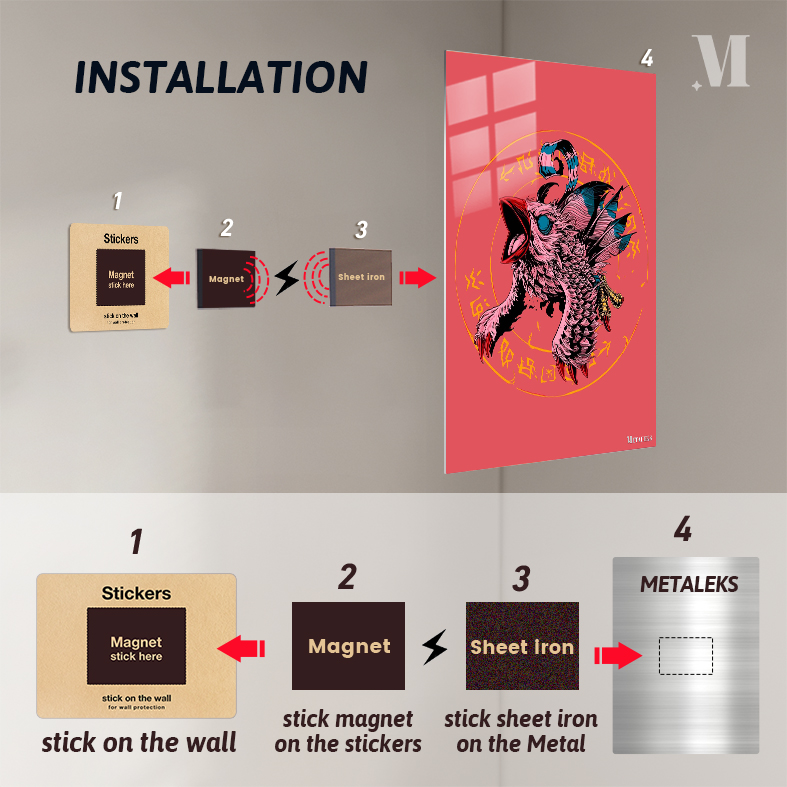 INSTALLATION
M
4
1
2
3
Stickers
Magnet
stick here
stick on the wall
for wall protection
Magnet
Sheet iron
1
2
3
4
Stickers
Magnet
stick here
stick on the wall
for wall protection
Magnet
Sheet iron
METALEKS
stick on the wall
stick magnet
on the stickers
stick sheet iron
on the Metal